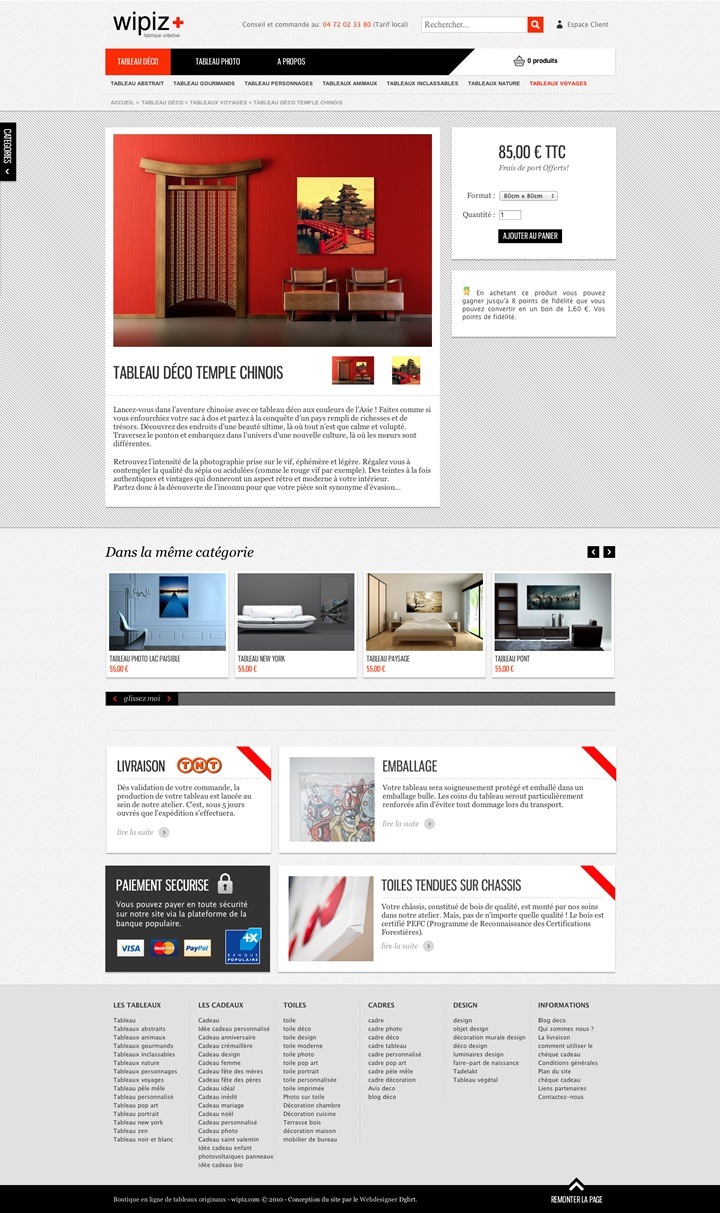 wipiz+
fabrique créative
Conseil et commande au: 04 72 02 33 80 (Tarif local)
Rechercher...
Espace Client
TABLEAU DÉCO
TABLEAU PHOTO
A PROPOS
0 produits
TABLEAU ABSTRAIT
TABLEAU GOURMANDS
TABLEAU PERSONNAGES
TABLEAUX ANIMAUX
TABLEAUX INCLASSABLES
TABLEAUX NATURE
TABLEAUX VOYAGES
ACCUEIL > TABLEAU DÉCO > TABLEAUX VOYAGES > TABLEAU DÉCO TEMPLE CHINOIS
CATEGORIES
85,00 € TTC
Frais de port Offerts!
Format : 80cm x 80cm
Quantité : 1
AJOUTER AU PANIER
En achetant ce produit vous pouvez
gagner jusqu'à 8 points de fidélité que vous
pouvez convertir en un bon de 1,60 €. Vos
points de fidélité.
TABLEAU DÉCO TEMPLE CHINOIS
Lancez-vous dans l'aventure chinoise avec ce tableau déco aux couleurs de l'Asie ! Faites comme si
vous enfourchiez votre sac à dos et partez à la conquête d'un pays rempli de richesses et de
trésors. Découvrez des endroits d'une beauté ultime, là où tout n'est que calme et volupté.
Traversez le ponton et embarquez dans l'univers d'une nouvelle culture, là où les mœurs sont
différentes.
Retrouvez l'intensité de la photographie prise sur le vif, éphémère et légère. Régalez vous à
contempler la qualité du sépia ou acidulées (comme le rouge vif par exemple). Des teintes à la fois
authentiques et vintages qui donneront un aspect rétro et moderne à votre intérieur.
Partez donc à la découverte de l'inconnu pour que votre pièce soit synonyme d'évasion...
Dans la même catégorie
TABLEAU PHOTO LAC PAISIBLE
55,00 €
TABLEAU NEW YORK
55,00 €
TABLEAU PAYSAGE
55,00 €
TABLEAU PONT
55,00 €
glissez moi
LIVRAISON
TNT
Dès validation de votre commande, la
production de votre tableau est lancée au
sein de notre atelier. C'est, sous 5 jours
ouvrés que l'expédition s'effectuera.
lire la suite
EMBALLAGE
Votre tableau sera soigneusement protégé et emballé dans un
emballage bulle. Les coins du tableau seront particulièrement
renforcés afin d'éviter tout dommage lors du transport.
lire la suite
PAIEMENT SECURISE
Vous pouvez payer en toute sécurité
sur notre site via la plateforme de la
banque populaire.
VISA
MasterCard
PayPal
BANQUE
POPULAIRE
TOILES TENDUES SUR CHASSIS
Votre châssis, constitué de bois de qualité, est monté par nos soins
dans notre atelier. Mais, pas de n'importe quelle qualité ! Le bois est
certifié PEFC (Programme de Reconnaissance des Certifications
Forestières).
lire la suite
LES TABLEAUX
Tableau
Tableaux abstraits
Tableaux animaux
Tableaux gourmands
Tableaux inclassables
Tableaux nature
Tableaux personnages
Tableaux voyages
Tableau pêle mêle
Tableau personnalisé
Tableau pop art
Tableau portrait
Tableau new york
Tableau zen
Tableau noir et blanc
LES CADEAUX
Cadeau
Idée cadeau personnalisé
Cadeau anniversaire
Cadeau crémaillère
Cadeau design
Cadeau femme
Cadeau fête des mères
Cadeau fête des pères
Cadeau idéal
Cadeau inédit
Cadeau mariage
Cadeau noël
Cadeau personnalisé
Cadeau photo
Cadeau saint valentin
Idée cadeau enfant
photovoltaiques panneaux
idée cadeau bio
TOILES
toile
toile déco
toile design
toile moderne
toile photo
toile pop art
toile portrait
toile personnalisée
toile imprimée
Photo sur toile
Décoration chambre
Décoration cuisine
Terrasse bois
décoration maison
mobilier de bureau
CADRES
cadre
cadre photo
cadre déco
cadre tableau
cadre personnalisé
cadre pop art
cadre pêle mêle
cadre décoration
Avis deco
blog déco
DESIGN
design
objet design
décoration murale design
déco design
luminaires design
faire-part de naissance
Tadelakt
Tableau végétal
INFORMATIONS
Blog deco
Qui sommes nous ?
La livraison
comment utiliser le
chèque cadeau
Conditions générales
Plan du site
chèque cadeau
Liens partenaires
Contactez-nous
Boutique en ligne de tableaux originaux - wipiz.com © 2010 - Conception du site par le Webdesigner Dgbrt.
REMONTER LA PAGE